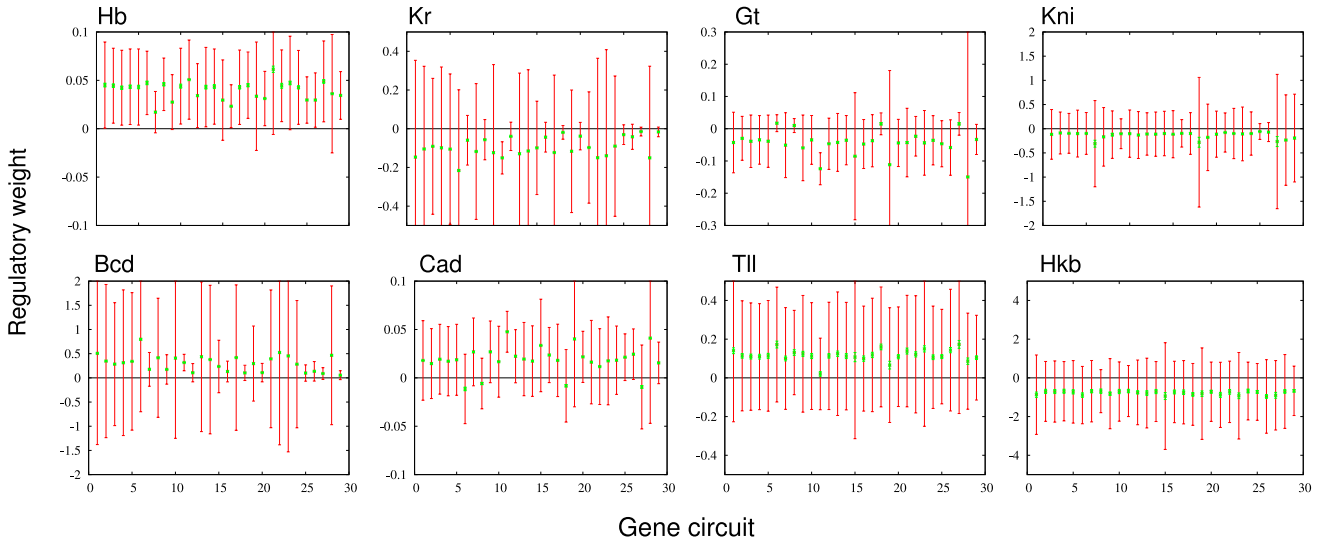 Hb Kr Gt Kni
0.1 0.05 0 -0.05 -0.1
0.4 0.2 0 -0.2 -0.4
0.3 0.2 0.1 0 -0.1 -0.2 -0.3
2 1.5 1 0.5 0 -0.5 -1 -1.5 -2
Regulatory weight
Bcd Cad Tll Hkb
2 1.5 1 0.5 0 -0.5 -1 -1.5 -2
0.1 0.05 0 -0.05 -0.1
0.4 0.2 0 -0.2 -0.4
4 2 0 -2 -4
0 5 10 15 20 25 30
0 5 10 15 20 25 30
0 5 10 15 20 25 30
0 5 10 15 20 25 30
Gene circuit